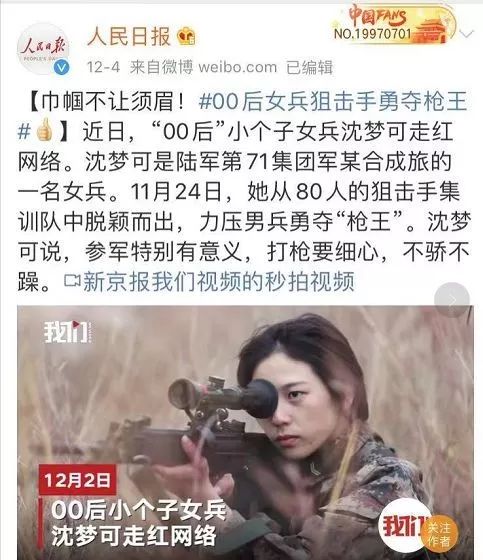 中国FANS
NO.19970701
人民日报
PEOPLE'S DAILY
人民日报
12-4 来自微博 weibo.com 已编辑
【巾帼不让须眉！#00后女兵狙击手勇夺枪王
#👍】近日，“00后”小个子女兵沈梦可走红
网络。沈梦可是陆军第71集团军某合成旅的
一名女兵。11月24日，她从80人的狙击手集
训队中脱颖而出，力压男兵勇夺“枪王”。沈梦
可说，参军特别有意义，打枪要细心，不骄不
躁。新京报我们视频的秒拍视频
我们
12月2日
00后小个子女兵
沈梦可走红网络
我们
关注
作者